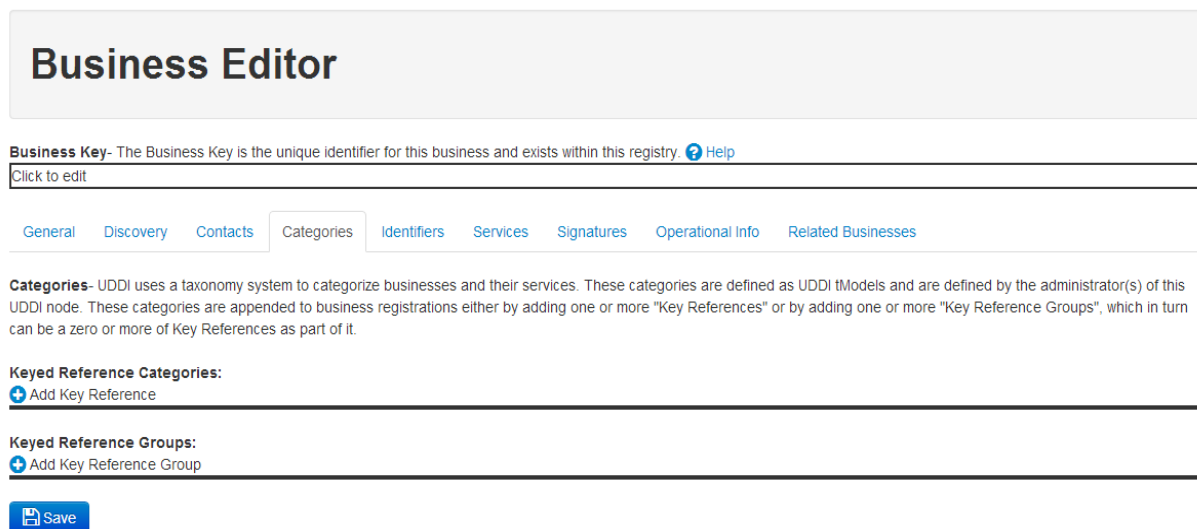 Business Editor
Business Key- The Business Key is the unique identifier for this business and exists within this registry. Help
Click to edit
General Discovery Contacts Categories Identifiers Services Signatures Operational Info Related Businesses
Categories- UDDI uses a taxonomy system to categorize businesses and their services. These categories are defined as UDDI tModels and are defined by the administrator(s) of this
UDDI node. These categories are appended to business registrations either by adding one or more "Key References" or by adding one or more "Key Reference Groups", which in turn
can be a zero or more of Key References as part of it.
Keyed Reference Categories:
Add Key Reference
Keyed Reference Groups:
Add Key Reference Group
Save